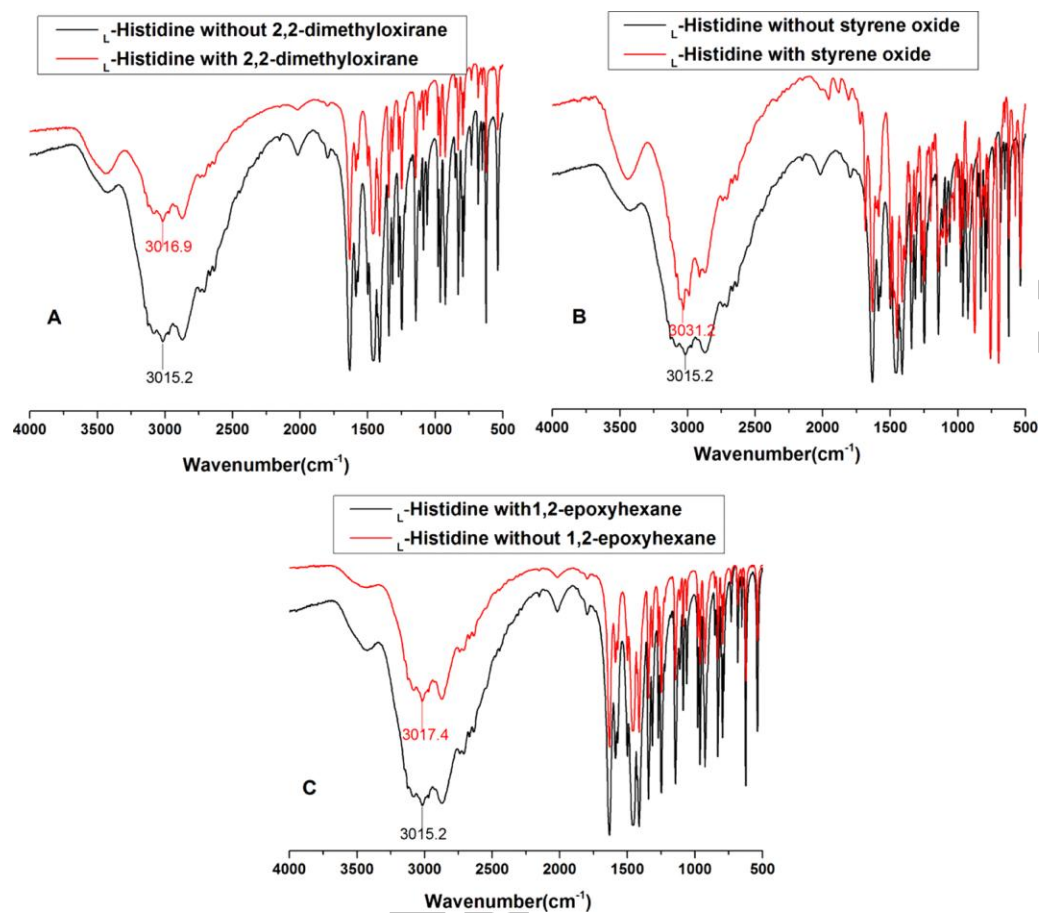 L-Histidine without 2,2-dimethyloxirane
L-Histidine with 2,2-dimethyloxirane
3016.9
A
3015.2
4000 3500 3000 2500 2000 1500 1000 500
Wavenumber(cm-1)
L-Histidine without styrene oxide
L-Histidine with styrene oxide
B
3031.2
3015.2
4000 3500 3000 2500 2000 1500 1000 500
Wavenumber(cm-1)
L-Histidine with1,2-epoxyhexane
L-Histidine without 1,2-epoxyhexane
3017.4
C
3015.2
4000 3500 3000 2500 2000 1500 1000 500
Wavenumber(cm-1)